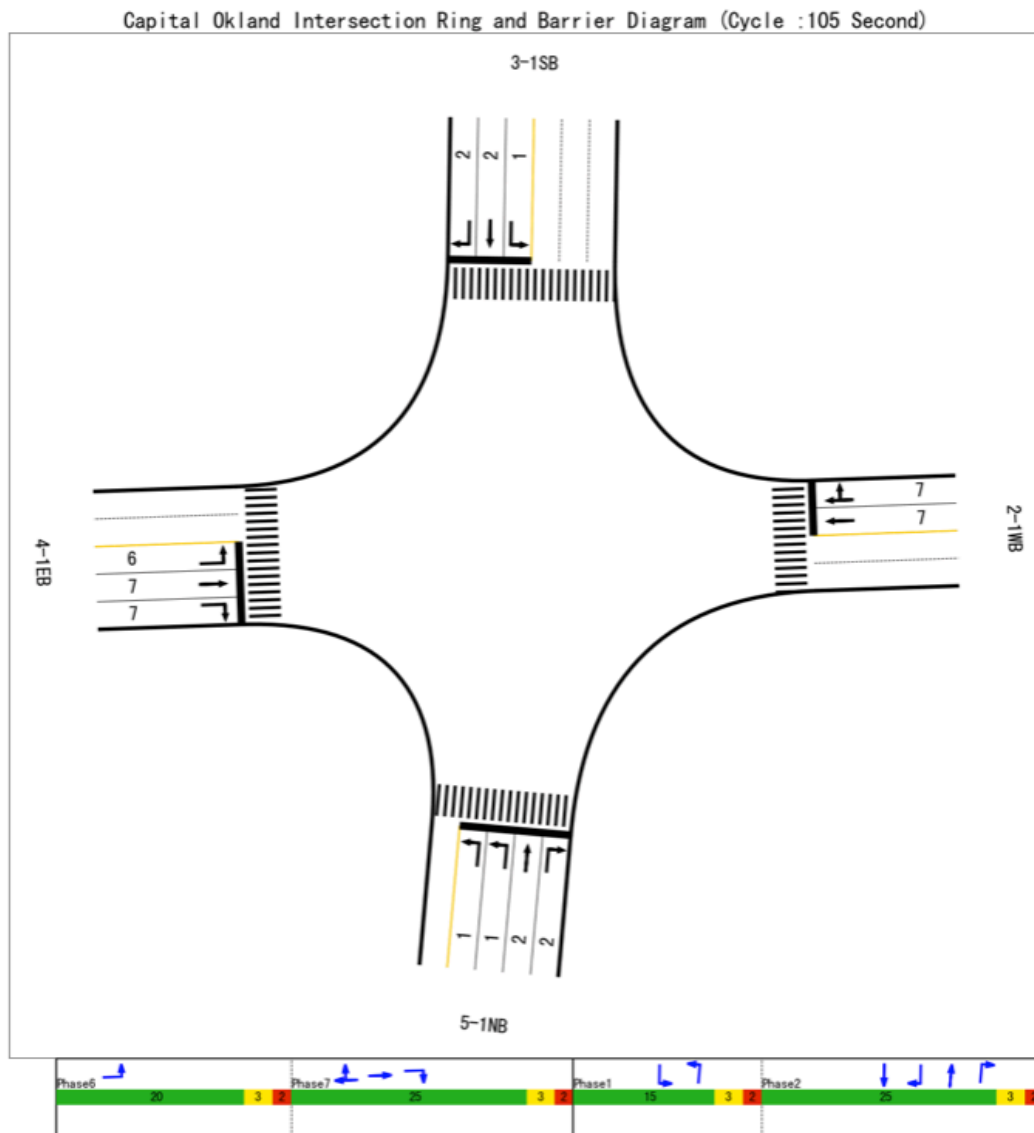 Capital Okland Intersection Ring and Barrier Diagram (Cycle :105 Second)
3-1SB
2 2 1
7
7
2-1WB
4-1EB
6
7
7
1 1 2 2
5-1NB
Phase6 Phase7 Phase1 Phase2
20 3 2 25 3 2 15 3 2 25 3 2